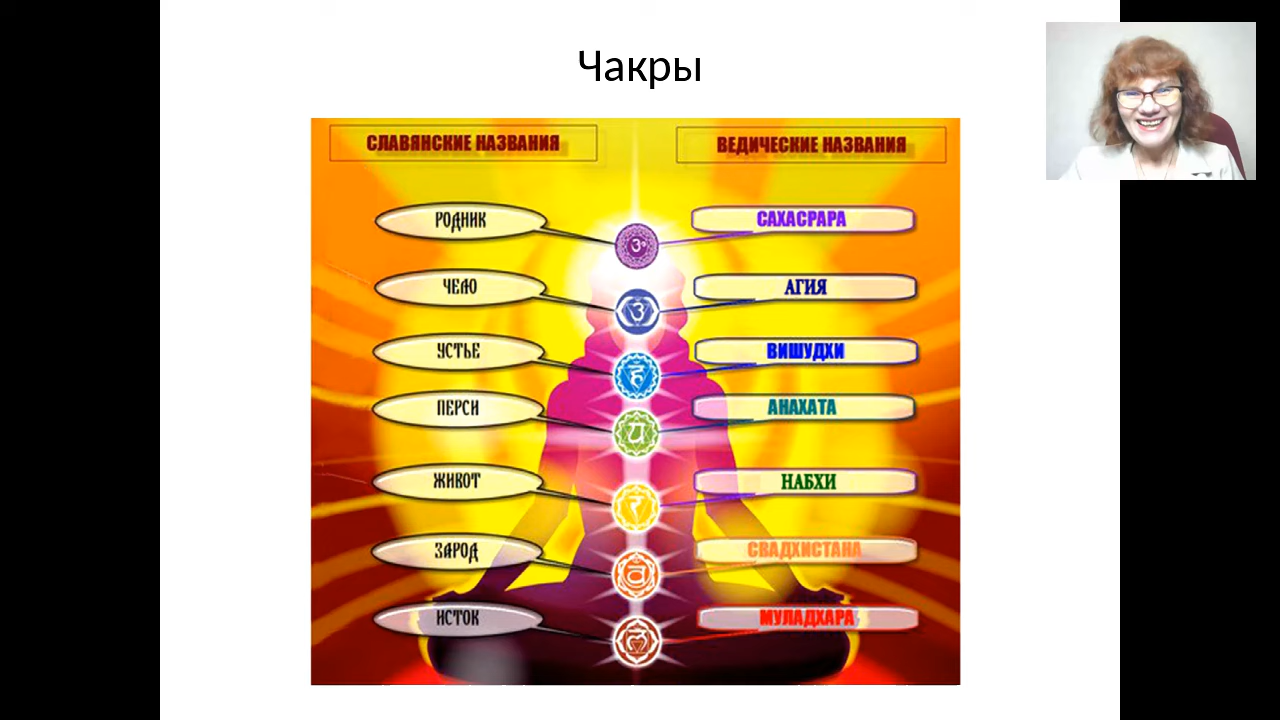 Чакры
СЛАВЯНСКИЕ НАЗВАНИЯ
ВЕДИЧЕСКИЕ НАЗВАНИЯ
РОДНИК
САХАСРАРА
ЧЕЛО
АГИЯ
УСТЬЕ
ВИШУДХИ
ПЕРСИ
АНАХАТА
ЖИВОТ
НАБХИ
ЗАРОД
СВАДХИСТАНА
ИСТОК
МУЛАДХАРА